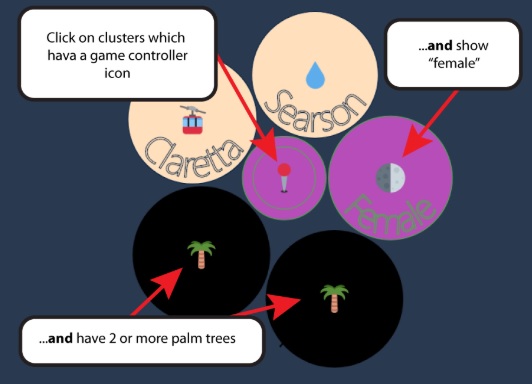 Click on clusters which
hava a game controller
icon
...and show
"female"
Searson
Claretta
Female
...and have 2 or more palm trees